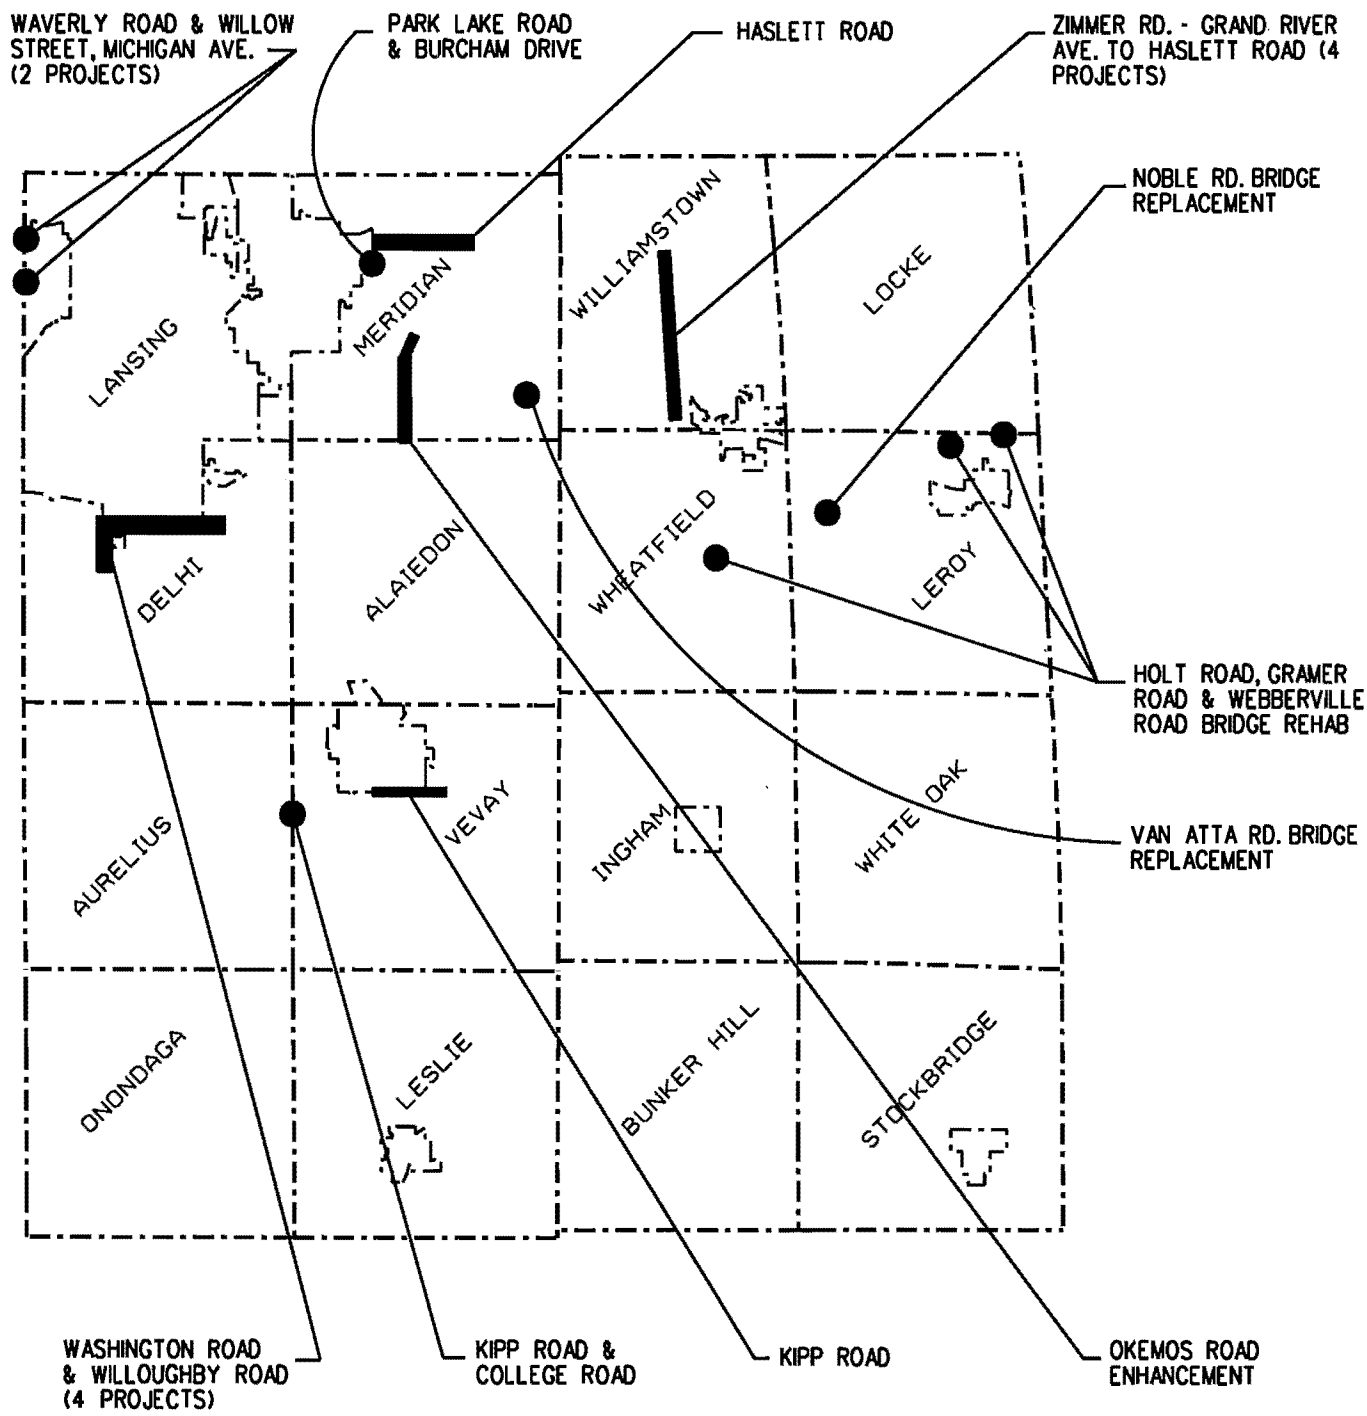 WAVERLY ROAD & WILLOW
STREET, MICHIGAN AVE.
(2 PROJECTS)
PARK LAKE ROAD
& BURCHAM DRIVE
HASLETT ROAD
ZIMMER RD. - GRAND RIVER
AVE. TO HASLETT ROAD (4
PROJECTS)
NOBLE RD. BRIDGE
REPLACEMENT
LANSING
MERIDIAN
WILLIAMSTOWN
LOCKE
DELHI
ALAIEDON
WHEATFIELD
LEROY
HOLT ROAD, GRAMER
ROAD & WEBBERVILLE
ROAD BRIDGE REHAB
AURELIUS
VEVAY
INGHAM
WHITE OAK
VAN ATTA RD. BRIDGE
REPLACEMENT
ONONDAGA
LESLIE
BUNKER HILL
STOCKBRIDGE
WASHINGTON ROAD
& WILLOUGHBY ROAD
(4 PROJECTS)
KIPP ROAD &
COLLEGE ROAD
KIPP ROAD
OKEMOS ROAD
ENHANCEMENT